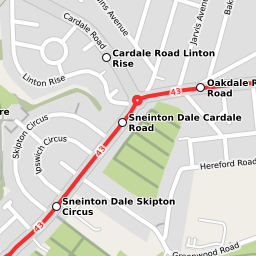 Cardale Road
Jarvis Avenue
Cardale Road Linton
Rise
Linton Rise
43
Oakdale R
Road
Sneinton Dale Cardale
Road
Skipton Circus
Ipswich Circus
43
Hereford Road
Sneinton Dale Skipton
Circus
43
Greenwood Road